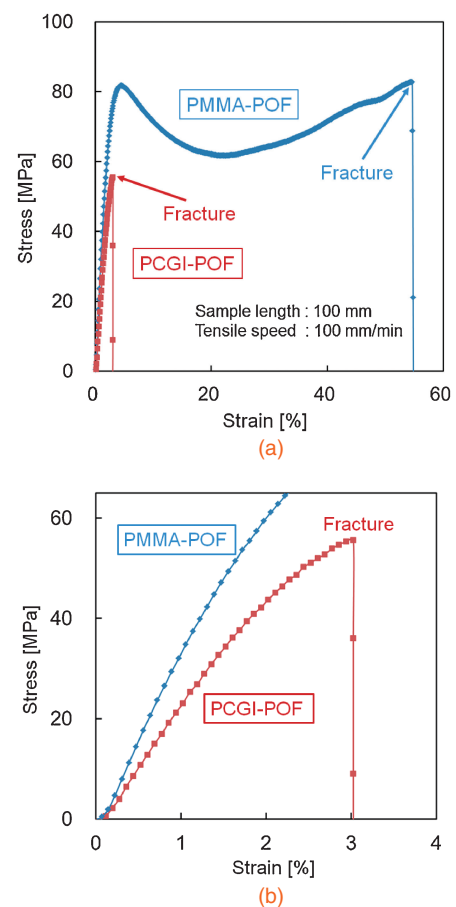 100
80
60
40
20
0
Stress [MPa]
PMMA-POF
Fracture
Fracture
PCGI-POF
Sample length : 100 mm
Tensile speed : 100 mm/min
0 20 40 60
Strain [%]
(a)
60
40
20
0
Stress [MPa]
PMMA-POF
Fracture
PCGI-POF
0 1 2 3 4
Strain [%]
(b)